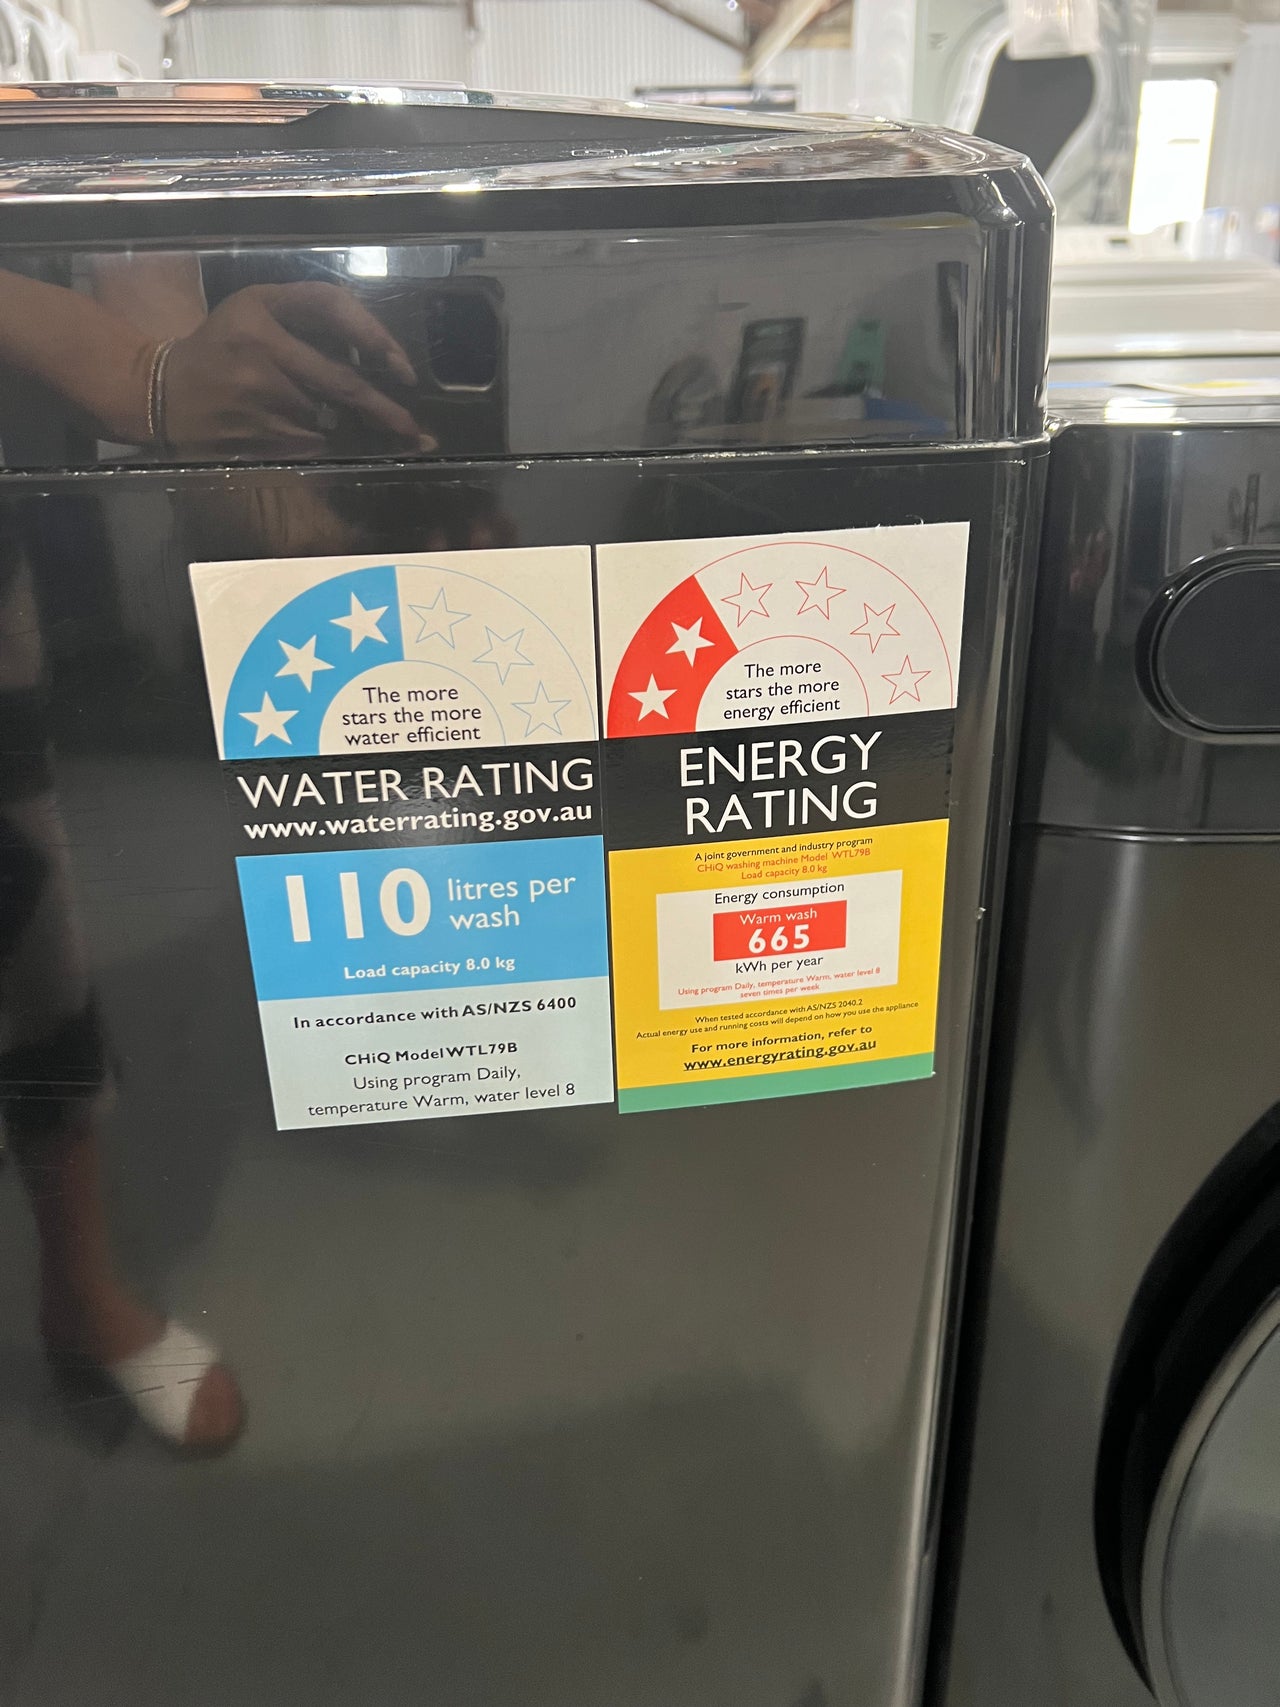 The more
stars the more
water efficient
WATER RATING
www.waterrating.gov.au
110 litres per
wash
Load capacity 8.0 kg
In accordance with AS/NZS 6400
CHiQ Model WTL79B
Using program Daily,
temperature Warm, water level 8
The more
stars the more
energy efficient
ENERGY
RATING
A joint government and industry program
CHiQ washing machine Model WTL79B
Load capacity 8.0 kg
Energy consumption
Warm wash
665
kWh per year
Using program Daily, temperature Warm, water level 8
seven times per week
When tested accordance with AS/NZS 2040.2
Actual energy use and running costs will depend on how you use the appliance
For more information, refer to
www.energyrating.gov.au